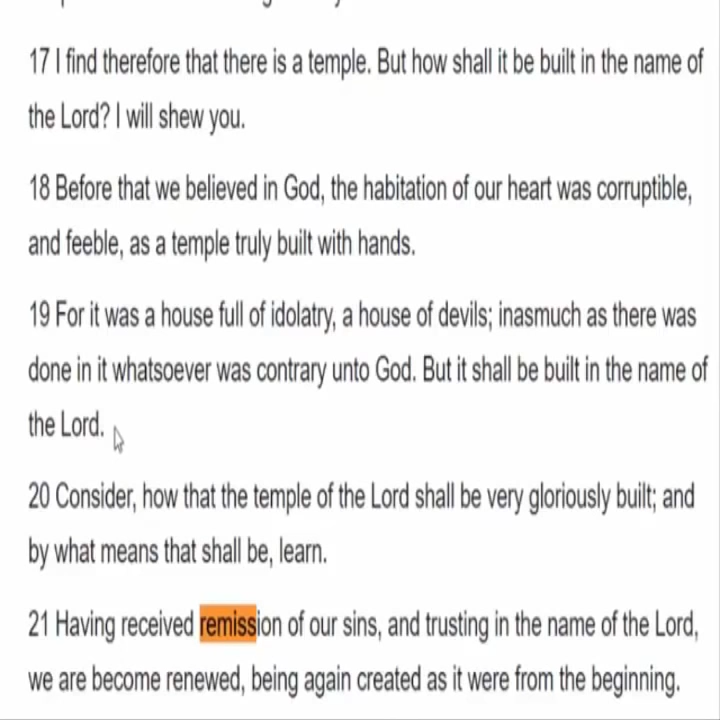 17 I find therefore that there is a temple. But how shall it be built in the name of
the Lord? I will shew you.
18 Before that we believed in God, the habitation of our heart was corruptible,
and feeble, as a temple truly built with hands.
19 For it was a house full of idolatry, a house of devils; inasmuch as there was
done in it whatsoever was contrary unto God. But it shall be built in the name of
the Lord.
20 Consider, how that the temple of the Lord shall be very gloriously built; and
by what means that shall be, learn.
21 Having received remission of our sins, and trusting in the name of the Lord,
we are become renewed, being again created as it were from the beginning.